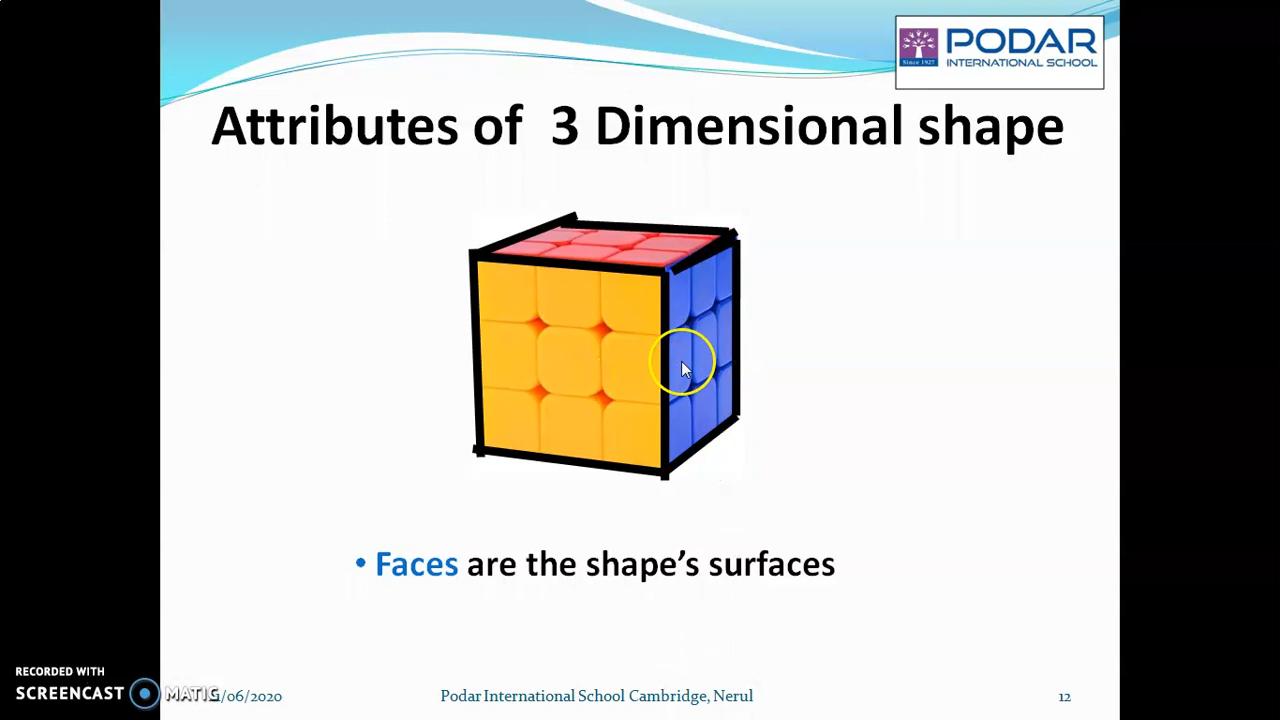 PODAR
INTERNATIONAL SCHOOL
Since 1927
Attributes of 3 Dimensional shape
• Faces are the shape's surfaces
RECORDED WITH
SCREENCAST MATIC
/06/2020
Podar International School Cambridge, Nerul
12